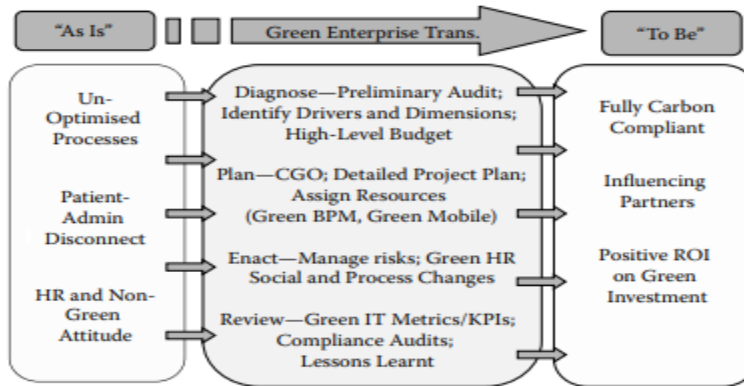 "As Is"
Green Enterprise Trans.
"To Be"
Un-
Optimised
Processes
Patient-
Admin
Disconnect
HR and Non-
Green
Attitude
Diagnose—Preliminary Audit;
Identify Drivers and Dimensions;
High-Level Budget
Plan—CGO; Detailed Project Plan;
Assign Resources
(Green BPM, Green Mobile)
Enact—Manage risks; Green HR
Social and Process Changes
Review—Green IT Metrics/KPIs;
Compliance Audits;
Lessons Learnt
Fully Carbon
Compliant
Influencing
Partners
Positive ROI
on Green
Investment